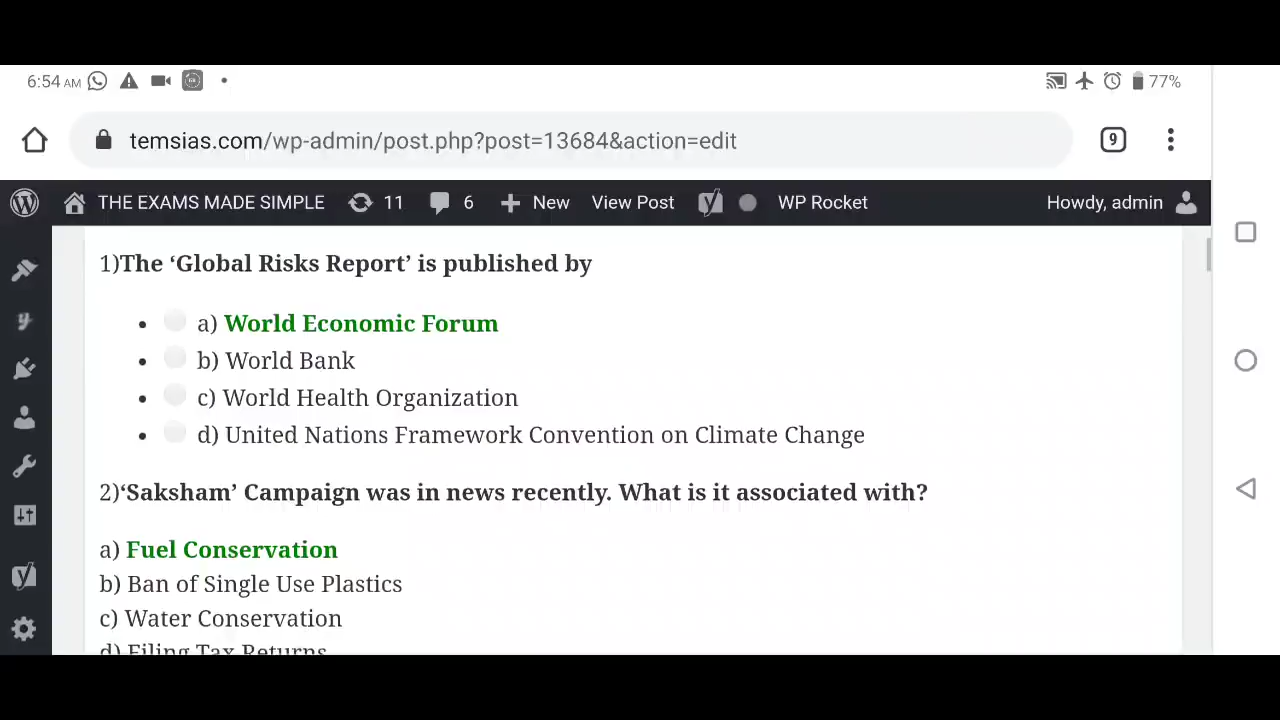 6:54 AM 77%
temsias.com/wp-admin/post.php?post=13684&action=edit 9
THE EXAMS MADE SIMPLE 11 6 New View Post WP Rocket Howdy, admin
1)The ‘Global Risks Report’ is published by
• a) World Economic Forum
• b) World Bank
• c) World Health Organization
• d) United Nations Framework Convention on Climate Change
2)‘Saksham’ Campaign was in news recently. What is it associated with?
a) Fuel Conservation
b) Ban of Single Use Plastics
c) Water Conservation
d) Filing Tax Returns